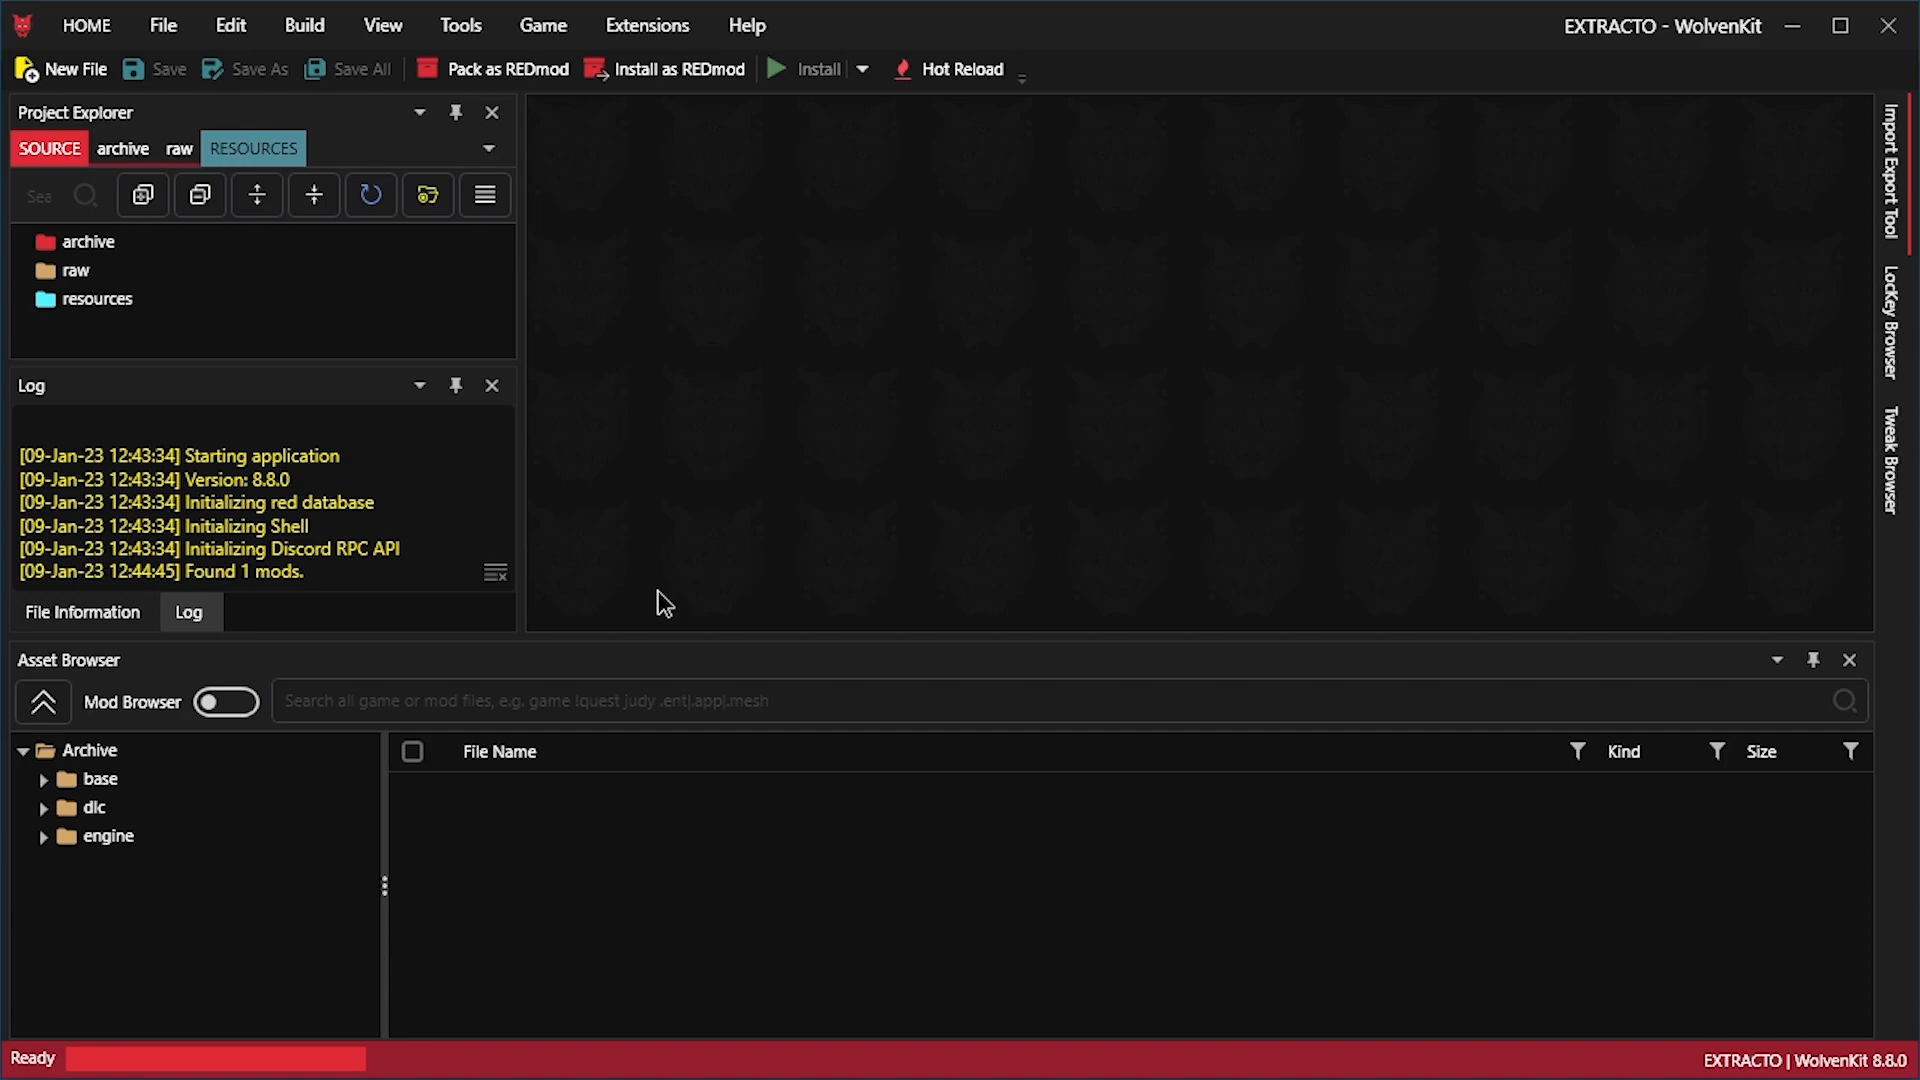 HOME File Edit Build View Tools Game Extensions Help EXTRACTO - WolvenKit
New File Save Save As Save All Pack as REDmod Install as REDmod Install Hot Reload
Project Explorer
SOURCE archive raw RESOURCES
Sea
archive
raw
resources
Log
[09-Jan-23 12:43:34] Starting application
[09-Jan-23 12:43:34] Version: 8.8.0
[09-Jan-23 12:43:34] Initializing red database
[09-Jan-23 12:43:34] Initializing Shell
[09-Jan-23 12:43:34] Initializing Discord RPC API
[09-Jan-23 12:44:45] Found 1 mods.
File Information Log
Import Export Tool
LocKey Browser
Tweak Browser
Asset Browser
Mod Browser Search all game or mod files, e.g. game !quest judy .ent|.app|.mesh
Archive
base
dlc
engine
File Name Kind Size
Ready EXTRACTO | WolvenKit 8.8.0